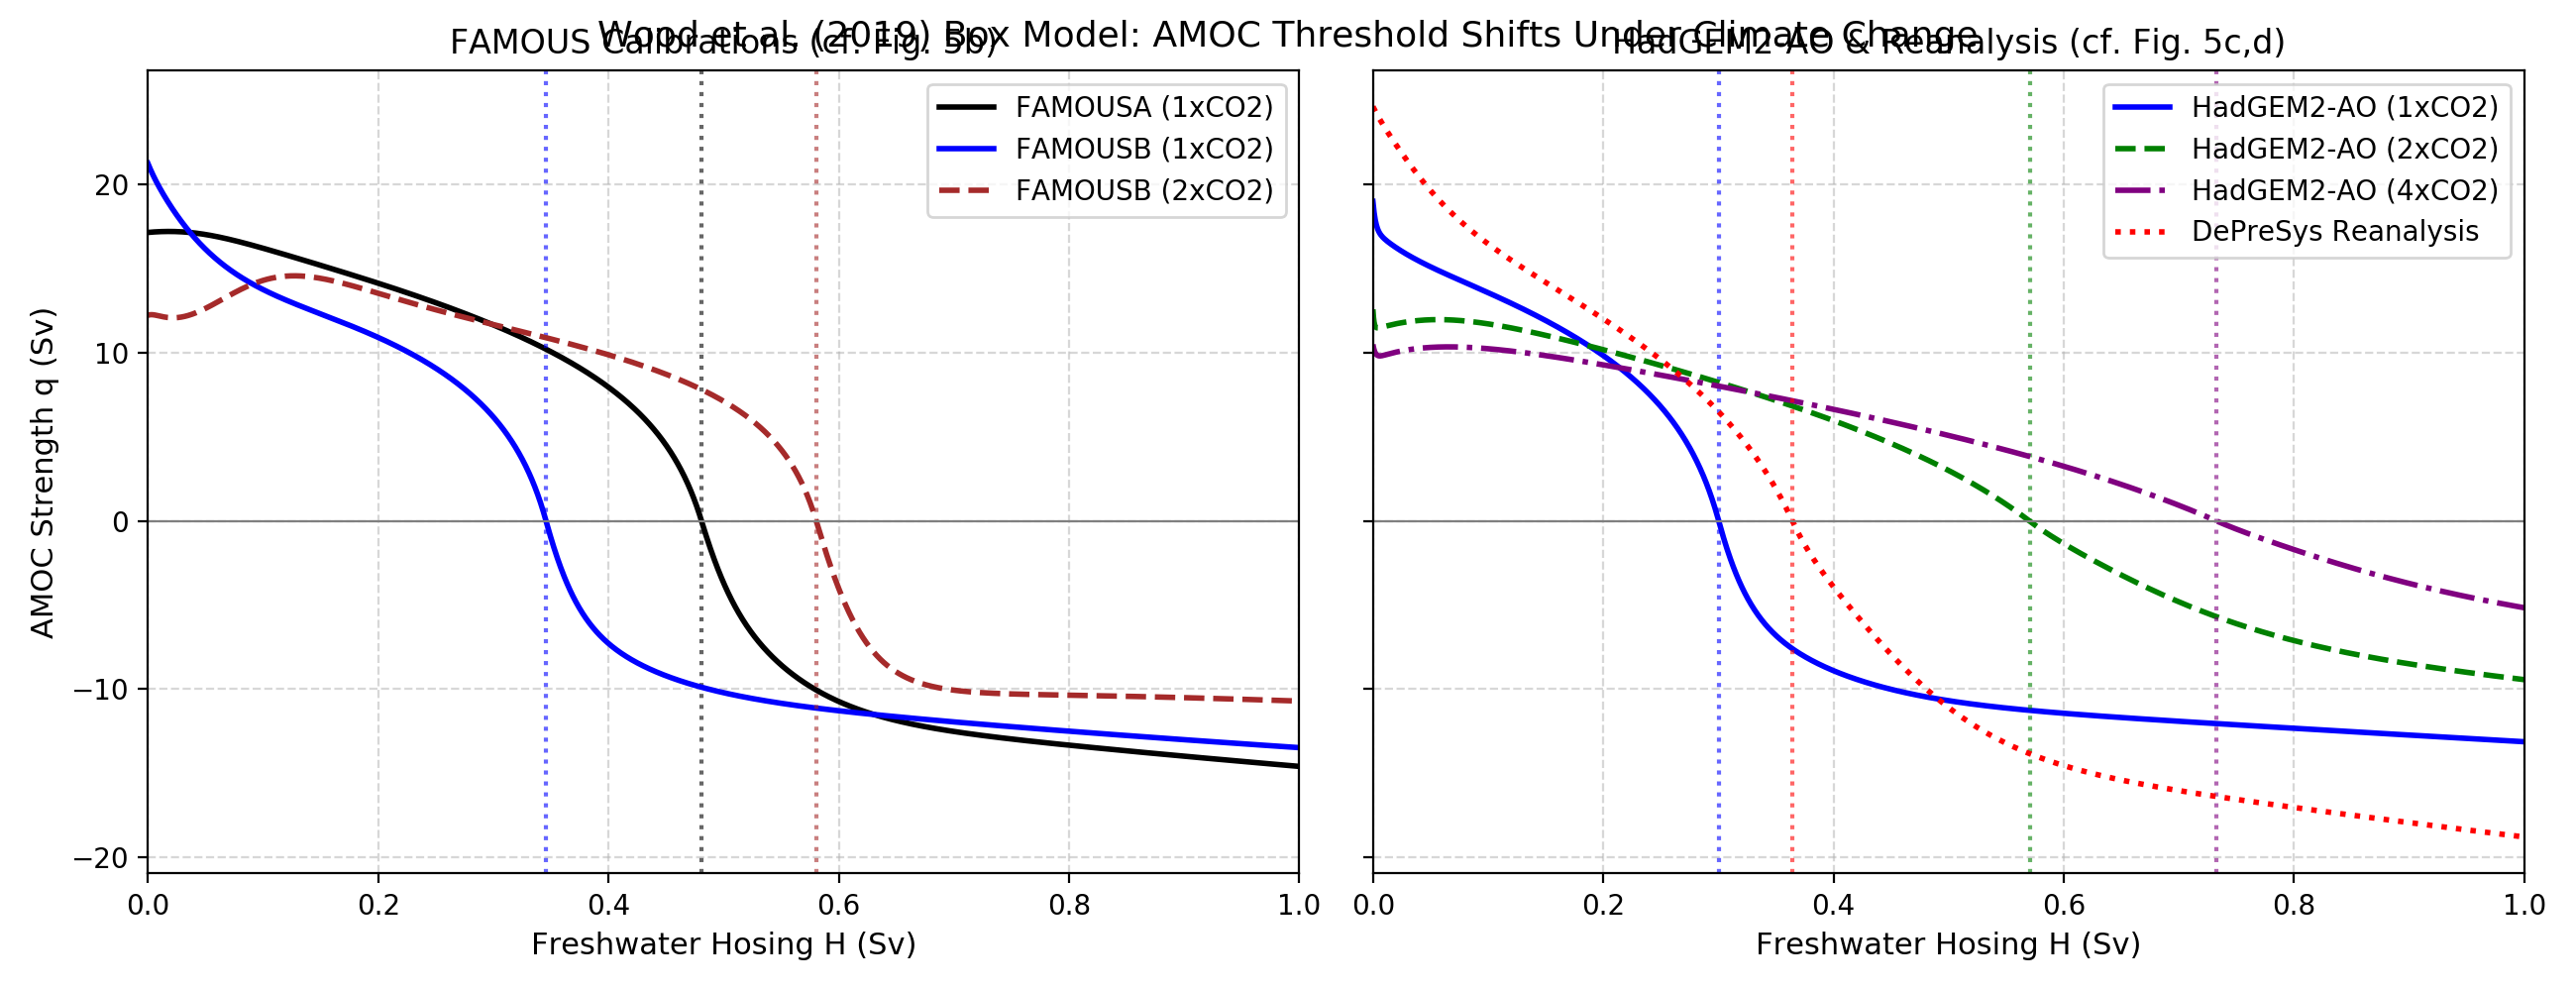 Wood et al. (2019) Box Model: AMOC Threshold Shifts Under Climate Change
FAMOUS Calibrations (cf. Fig. 5b)
FAMOUSA (1xCO2)
FAMOUSB (1xCO2)
FAMOUSB (2xCO2)
AMOC Strength q (Sv)
20
10
0
−10
−20
0.0 0.2 0.4 0.6 0.8 1.0
Freshwater Hosing H (Sv)
HadGEM2-AO & Reanalysis (cf. Fig. 5c,d)
HadGEM2-AO (1xCO2)
HadGEM2-AO (2xCO2)
HadGEM2-AO (4xCO2)
DePreSys Reanalysis
0.0 0.2 0.4 0.6 0.8 1.0
Freshwater Hosing H (Sv)